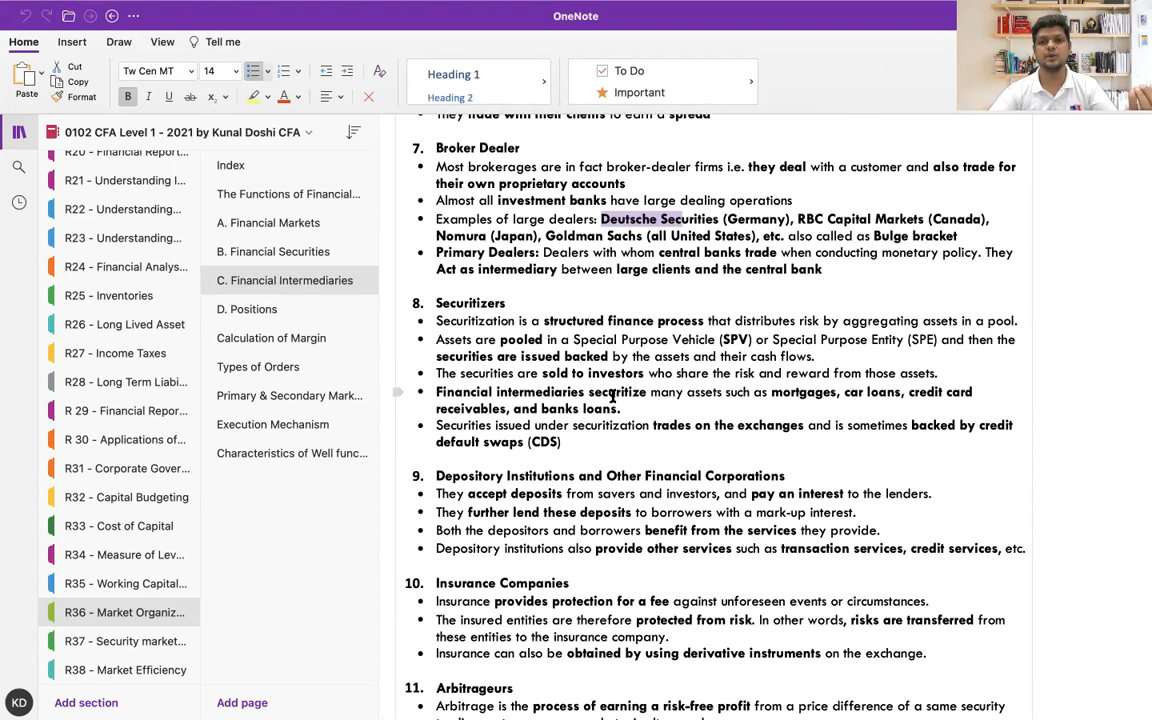 OneNote
Home Insert Draw View Tell me
Paste
Cut
Copy
Format
Tw Cen MT 14
B I U ab x₂ A
Heading 1
Heading 2
To Do
Important
0102 CFA Level 1 - 2021 by Kunal Doshi CFA
R20 - Financial Report...
R21 - Understanding I...
R22 - Understanding...
R23 - Understanding...
R24 - Financial Analys...
R25 - Inventories
R26 - Long Lived Asset
R27 - Income Taxes
R28 - Long Term Liabi...
R 29 - Financial Repor...
R 30 - Applications of...
R31 - Corporate Gover...
R32 - Capital Budgeting
R33 - Cost of Capital
R34 - Measure of Lev...
R35 - Working Capital...
R36 - Market Organiz...
R37 - Security market...
R38 - Market Efficiency
KD
Add section
Index
The Functions of Financial...
A. Financial Markets
B. Financial Securities
C. Financial Intermediaries
D. Positions
Calculation of Margin
Types of Orders
Primary & Secondary Mark...
Execution Mechanism
Characteristics of Well func...
Add page
They trade with their clients to earn a spread
7. Broker Dealer
• Most brokerages are in fact broker-dealer firms i.e. they deal with a customer and also trade for
their own proprietary accounts
• Almost all investment banks have large dealing operations
• Examples of large dealers: Deutsche Securities (Germany), RBC Capital Markets (Canada),
Nomura (Japan), Goldman Sachs (all United States), etc. also called as Bulge bracket
• Primary Dealers: Dealers with whom central banks trade when conducting monetary policy. They
Act as intermediary between large clients and the central bank
8. Securitizers
• Securitization is a structured finance process that distributes risk by aggregating assets in a pool.
• Assets are pooled in a Special Purpose Vehicle (SPV) or Special Purpose Entity (SPE) and then the
securities are issued backed by the assets and their cash flows.
• The securities are sold to investors who share the risk and reward from those assets.
• Financial intermediaries securitize many assets such as mortgages, car loans, credit card
receivables, and banks loans.
• Securities issued under securitization trades on the exchanges and is sometimes backed by credit
default swaps (CDS)
9. Depository Institutions and Other Financial Corporations
• They accept deposits from savers and investors, and pay an interest to the lenders.
• They further lend these deposits to borrowers with a mark-up interest.
• Both the depositors and borrowers benefit from the services they provide.
• Depository institutions also provide other services such as transaction services, credit services, etc.
10. Insurance Companies
• Insurance provides protection for a fee against unforeseen events or circumstances.
• The insured entities are therefore protected from risk. In other words, risks are transferred from
these entities to the insurance company.
• Insurance can also be obtained by using derivative instruments on the exchange.
11. Arbitrageurs
• Arbitrage is the process of earning a risk-free profit from a price difference of a same security